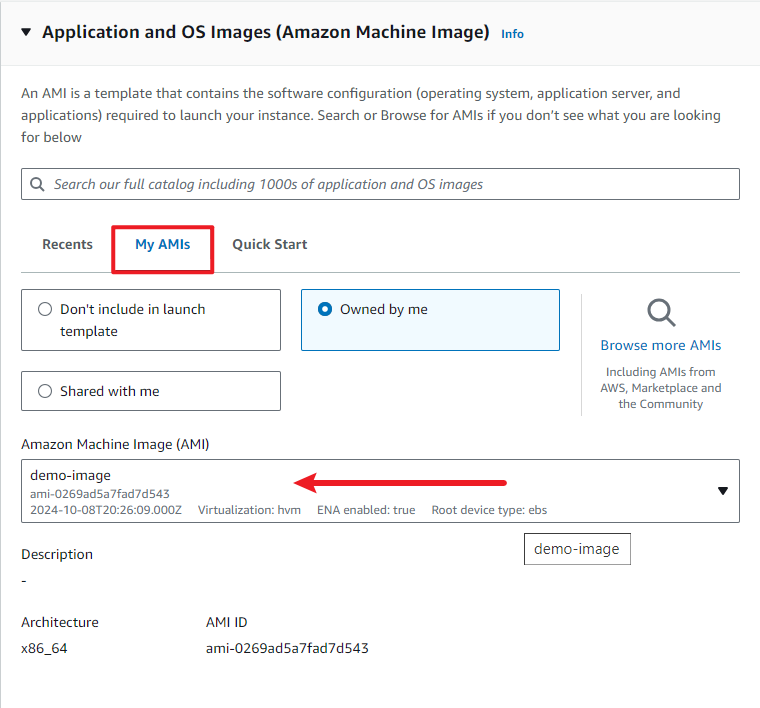 Application and OS Images (Amazon Machine Image) Info
An AMI is a template that contains the software configuration (operating system, application server, and
applications) required to launch your instance. Search or Browse for AMIs if you don't see what you are looking
for below
Search our full catalog including 1000s of application and OS images
Recents My AMIs Quick Start
Don't include in launch
template
Owned by me
Shared with me
Browse more AMIs
Including AMIs from
AWS, Marketplace and
the Community
Amazon Machine Image (AMI)
demo-image
ami-0269ad5a7fad7d543
2024-10-08T20:26:09.000Z Virtualization: hvm ENA enabled: true Root device type: ebs
demo-image
Description
-
Architecture AMI ID
x86_64 ami-0269ad5a7fad7d543